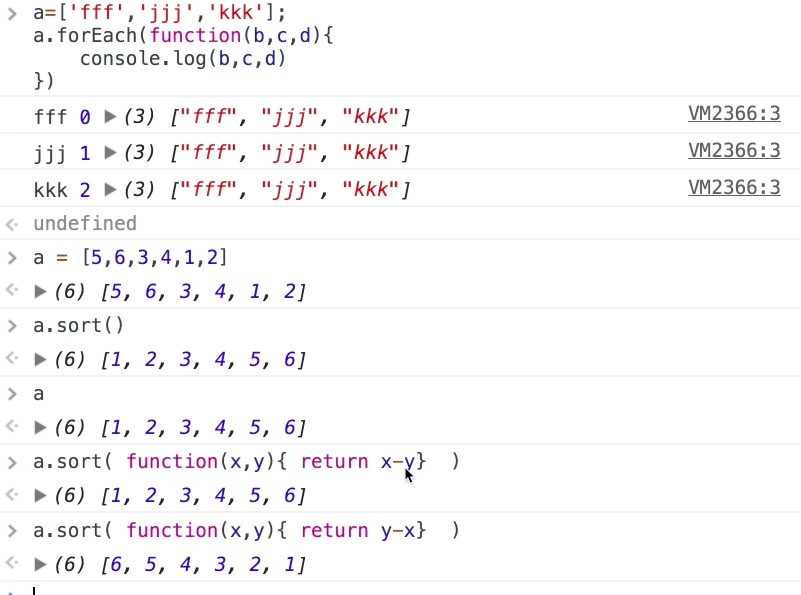 a=['fff','jjj','kkk'];
a.forEach(function(b,c,d){
    console.log(b,c,d)
})
fff 0 ▶(3) ["fff", "jjj", "kkk"] VM2366:3
jjj 1 ▶(3) ["fff", "jjj", "kkk"] VM2366:3
kkk 2 ▶(3) ["fff", "jjj", "kkk"] VM2366:3
undefined
a = [5,6,3,4,1,2]
▶(6) [5, 6, 3, 4, 1, 2]
a.sort()
▶(6) [1, 2, 3, 4, 5, 6]
a
▶(6) [1, 2, 3, 4, 5, 6]
a.sort( function(x,y){ return x-y}  )
▶(6) [1, 2, 3, 4, 5, 6]
a.sort( function(x,y){ return y-x}  )
▶(6) [6, 5, 4, 3, 2, 1]